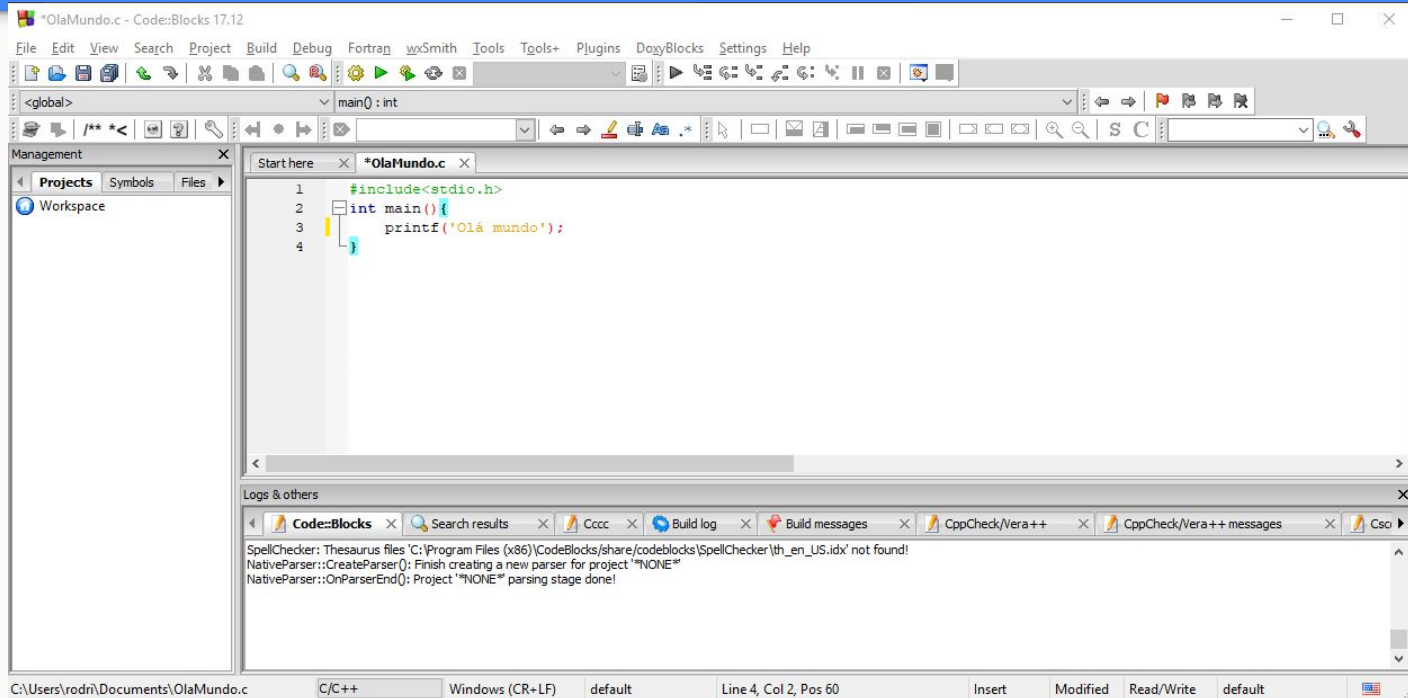 *OlaMundo.c - Code::Blocks 17.12
File Edit View Search Project Build Debug Fortran wxSmith Tools Tools+ Plugins DoxyBlocks Settings Help
<global> main() : int
/** *<
S C
Management
Projects Symbols Files
Workspace
Start here *OlaMundo.c
1 #include<stdio.h>
2 int main(){
3 printf('Olá mundo');
4 }
Logs & others
Code::Blocks Search results Cccc Build log Build messages CppCheck/Vera++ CppCheck/Vera++ messages Csco
SpellChecker: Thesaurus files 'C:\Program Files (x86)\CodeBlocks/share/codeblocks\SpellChecker\th_en_US.idx' not found!
NativeParser::CreateParser(): Finish creating a new parser for project '*NONE*'
NativeParser::OnParserEnd(): Project '*NONE*' parsing stage done!
C:\Users\rodri\Documents\OlaMundo.c C/C++ Windows (CR+LF) default Line 4, Col 2, Pos 60 Insert Modified Read/Write default